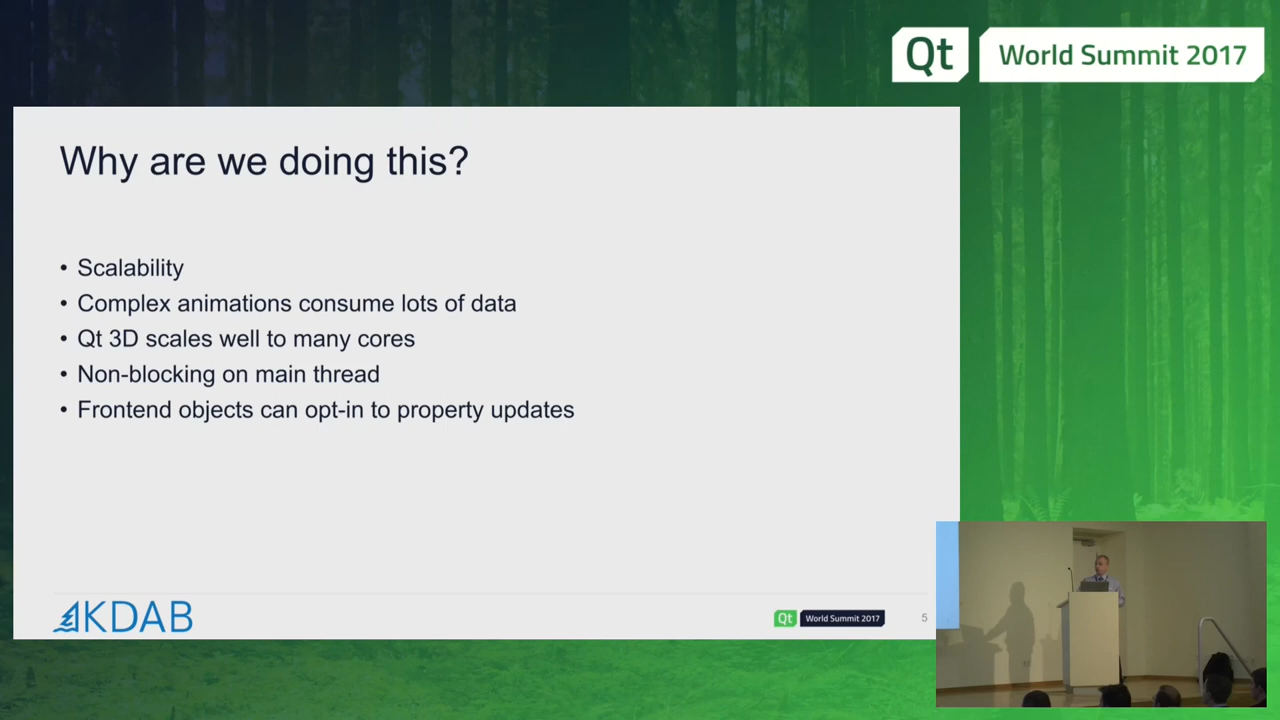 Qt World Summit 2017
Why are we doing this?
• Scalability
• Complex animations consume lots of data
• Qt 3D scales well to many cores
• Non-blocking on main thread
• Frontend objects can opt-in to property updates
KDAB
Qt World Summit 2017
5